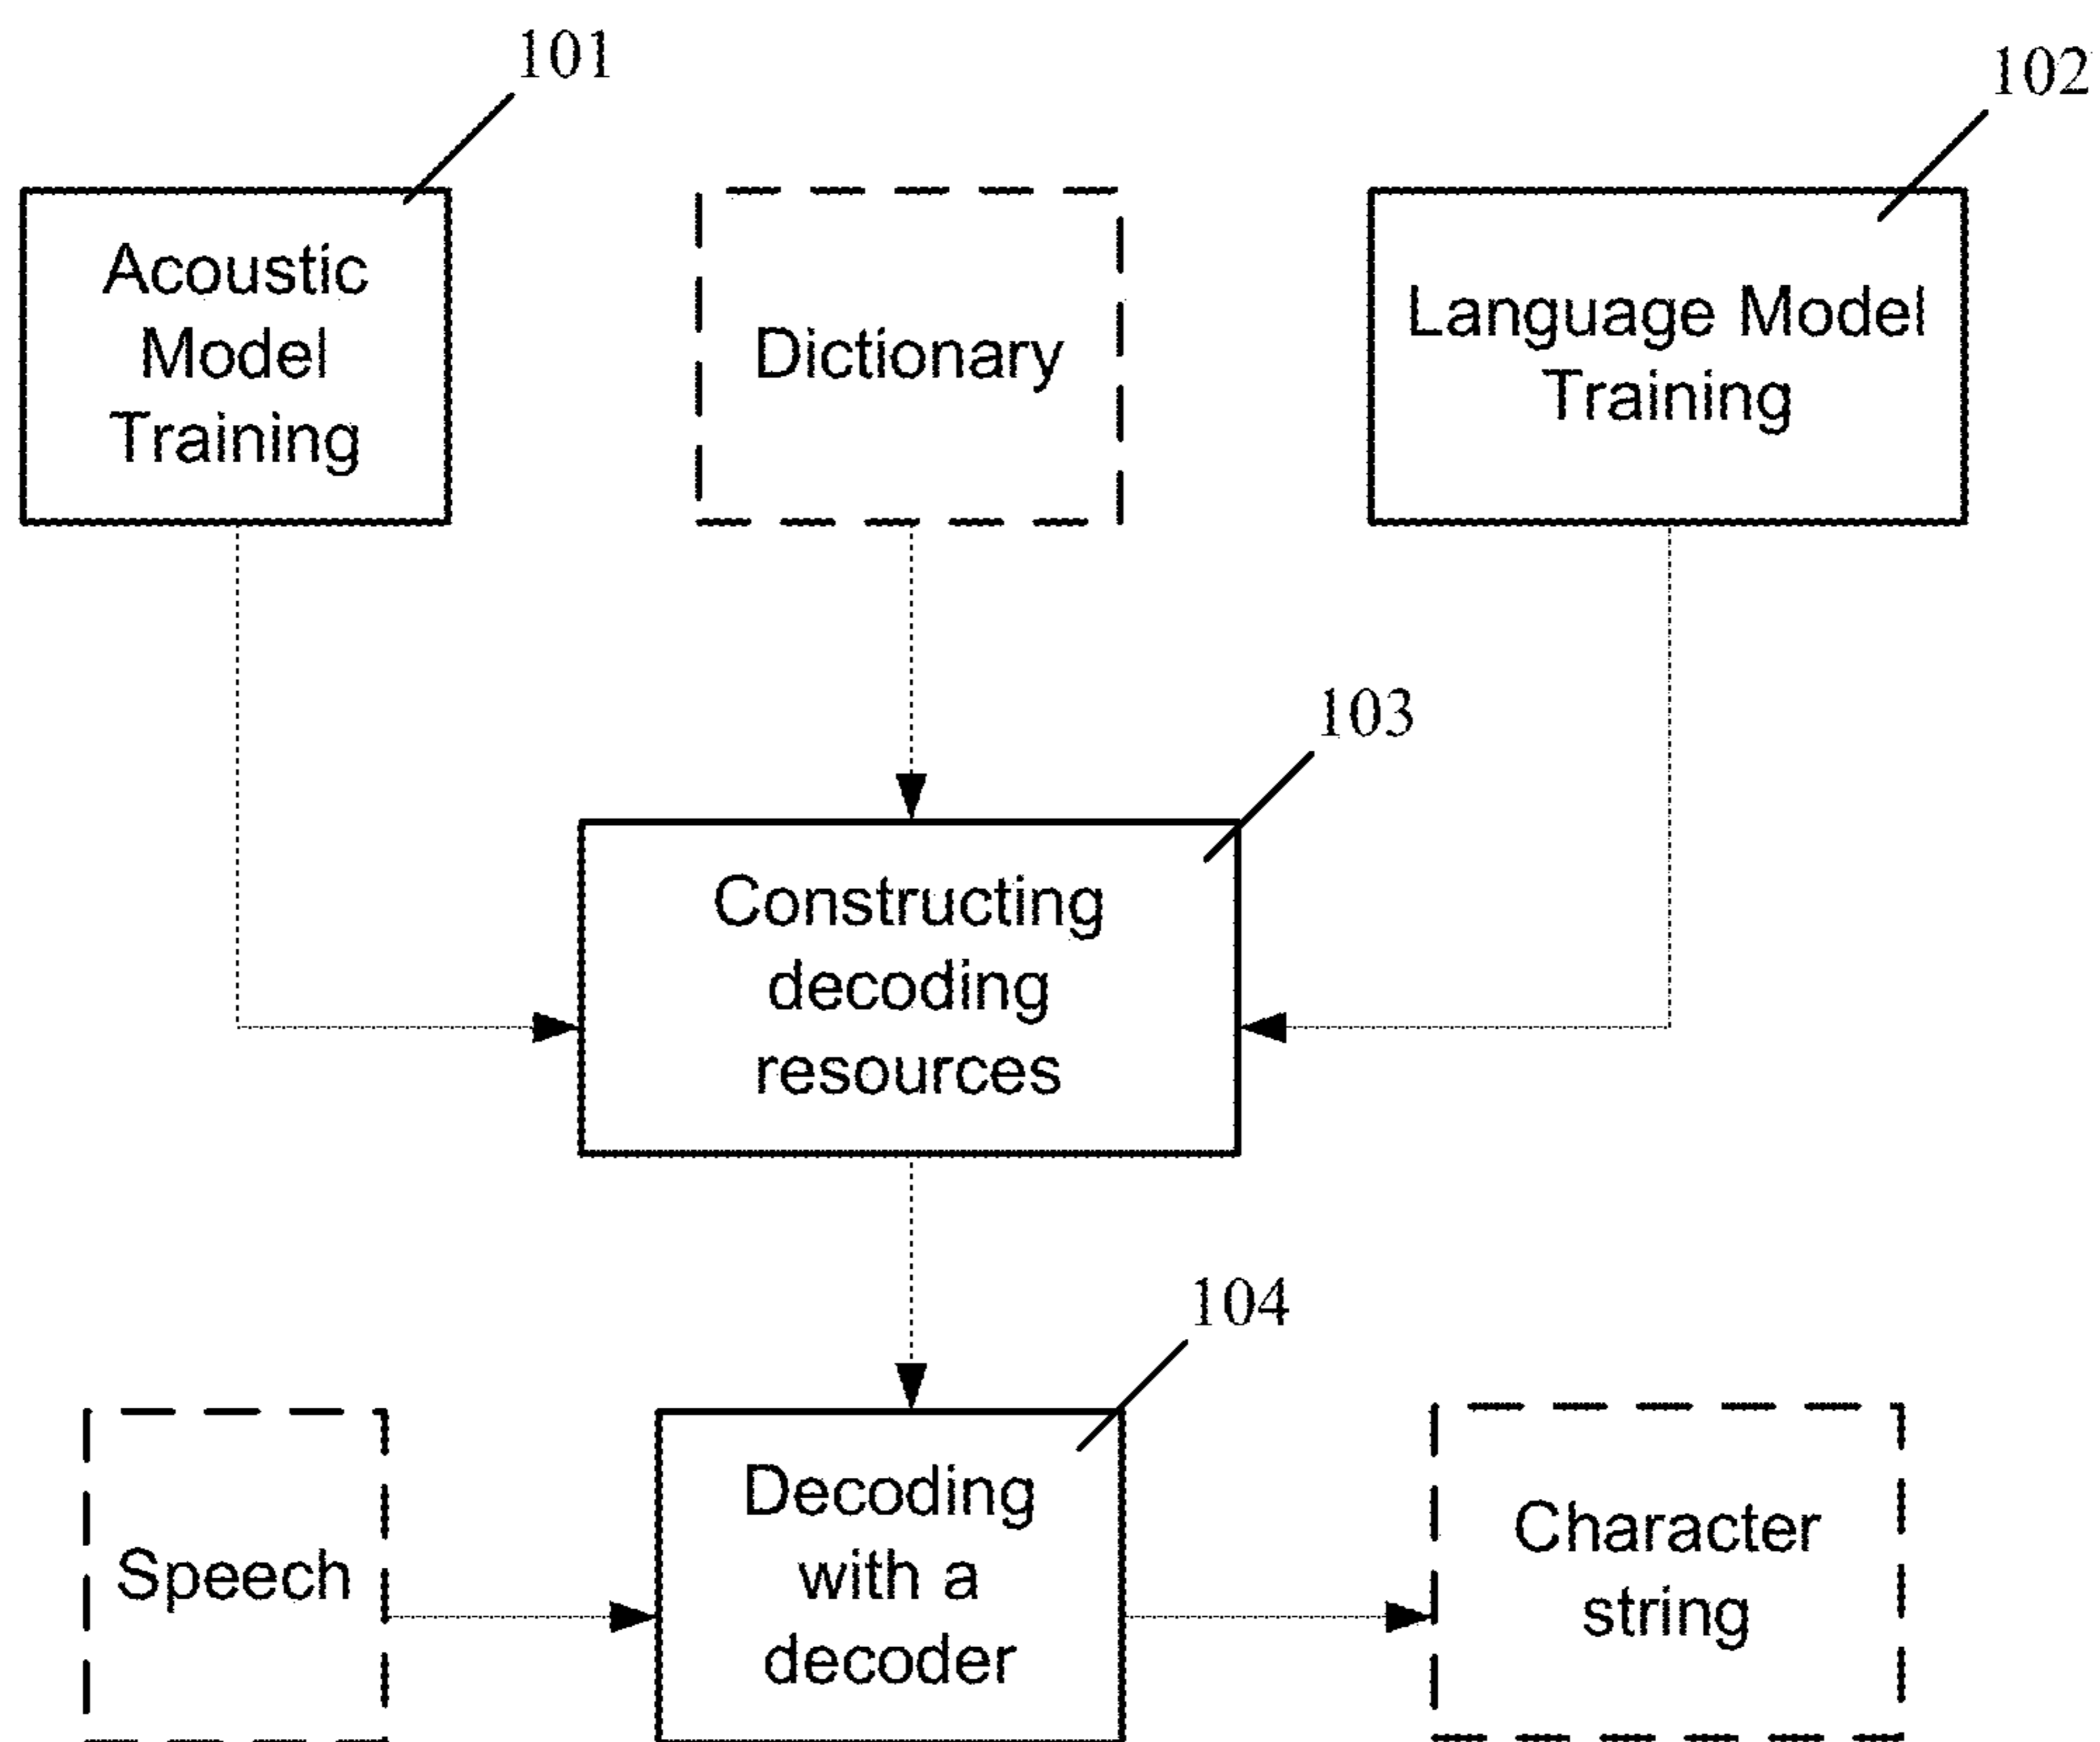 101
102
Acoustic
Model
Training
Dictionary
Language Model
Training
103
Constructing
decoding
resources
104
Speech
Decoding
with a
decoder
Character
string